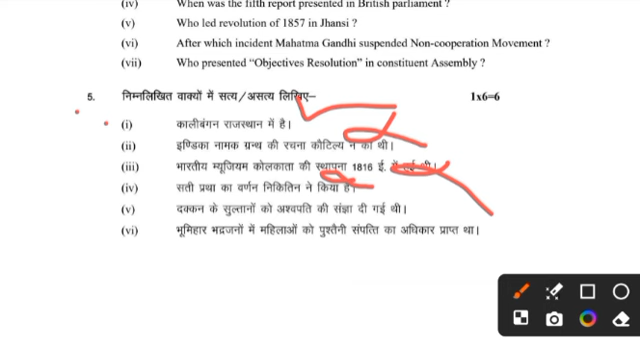 (iv) When was the fifth report presented in British parliament ?
(v) Who led revolution of 1857 in Jhansi ?
(vi) After which incident Mahatma Gandhi suspended Non-cooperation Movement ?
(vii) Who presented “Objectives Resolution” in constituent Assembly ?
5. निम्नलिखित वाक्यों में सत्य/असत्य लिखिए– 1x6=6
(i) कालीबंगन राजस्थान में है।
(ii) इण्डिका नामक ग्रन्थ की रचना कौटिल्य ने की थी।
(iii) भारतीय म्यूजियम कोलकाता की स्थापना 1816 ई. में
(iv) सती प्रथा का वर्णन निकितिन ने किया है।
(v) दक्कन के सुल्तानों को अश्वपति की संज्ञा दी गई थी।
(vi) भूमिहार भद्रजनों में महिलाओं को पुश्तैनी संपत्ति का अधिकार प्राप्त था।